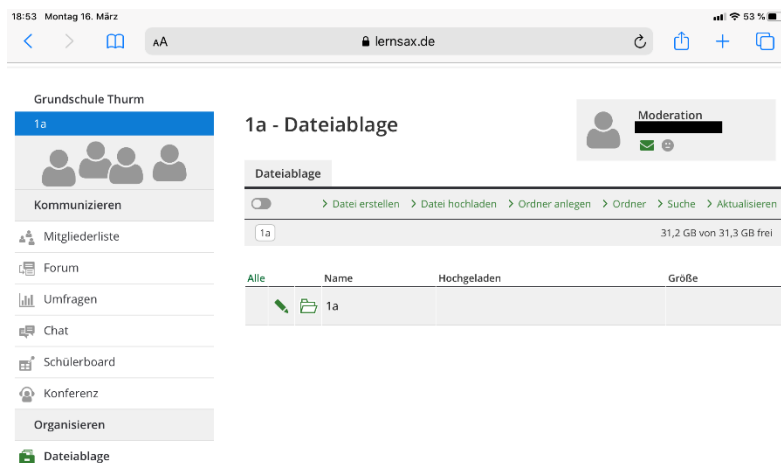 18:53 Montag 16. März
53 %
AA
lernsax.de
Grundschule Thurm
1a
Kommunizieren
Mitgliederliste
Forum
Umfragen
Chat
Schülerboard
Konferenz
Organisieren
Dateiablage
1a - Dateiablage
Moderation
Dateiablage
> Datei erstellen > Datei hochladen > Ordner anlegen > Ordner > Suche > Aktualisieren
1a 31,2 GB von 31,3 GB frei
Alle Name Hochgeladen Größe
1a